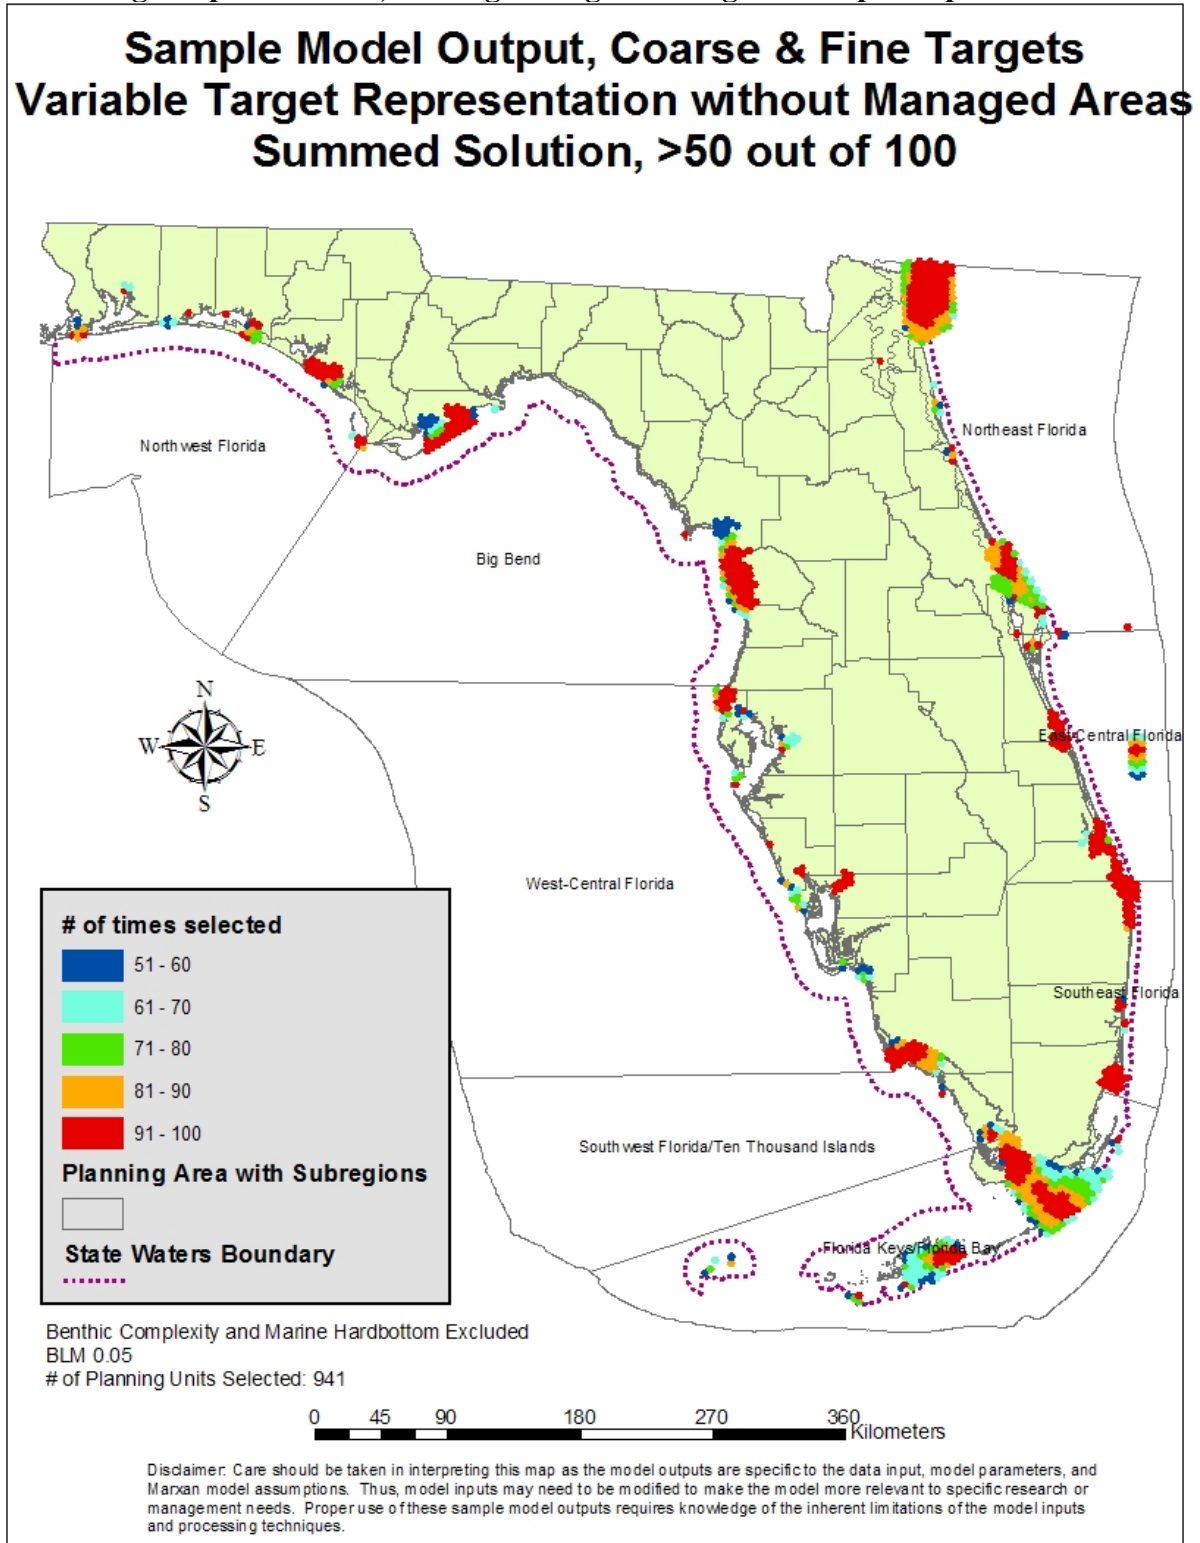 Sample Model Output, Coarse & Fine Targets
Variable Target Representation without Managed Areas
Summed Solution, >50 out of 100
Northwest Florida
Northeast Florida
Big Bend
N
W
E
S
East-Central Florida
West-Central Florida
Southeast Florida
Southwest Florida/Ten Thousand Islands
Florida Keys/Florida Bay
# of times selected
51 - 60
61 - 70
71 - 80
81 - 90
91 - 100
Planning Area with Subregions
State Waters Boundary
Benthic Complexity and Marine Hardbottom Excluded
BLM 0.05
# of Planning Units Selected: 941
0 45 90 180 270 360
Kilometers
Disclaimer: Care should be taken in interpreting this map as the model outputs are specific to the data input, model parameters, and
Marxan model assumptions. Thus, model inputs may need to be modified to make the model more relevant to specific research or
management needs. Proper use of these sample model outputs requires knowledge of the inherent limitations of the model inputs
and processing techniques.